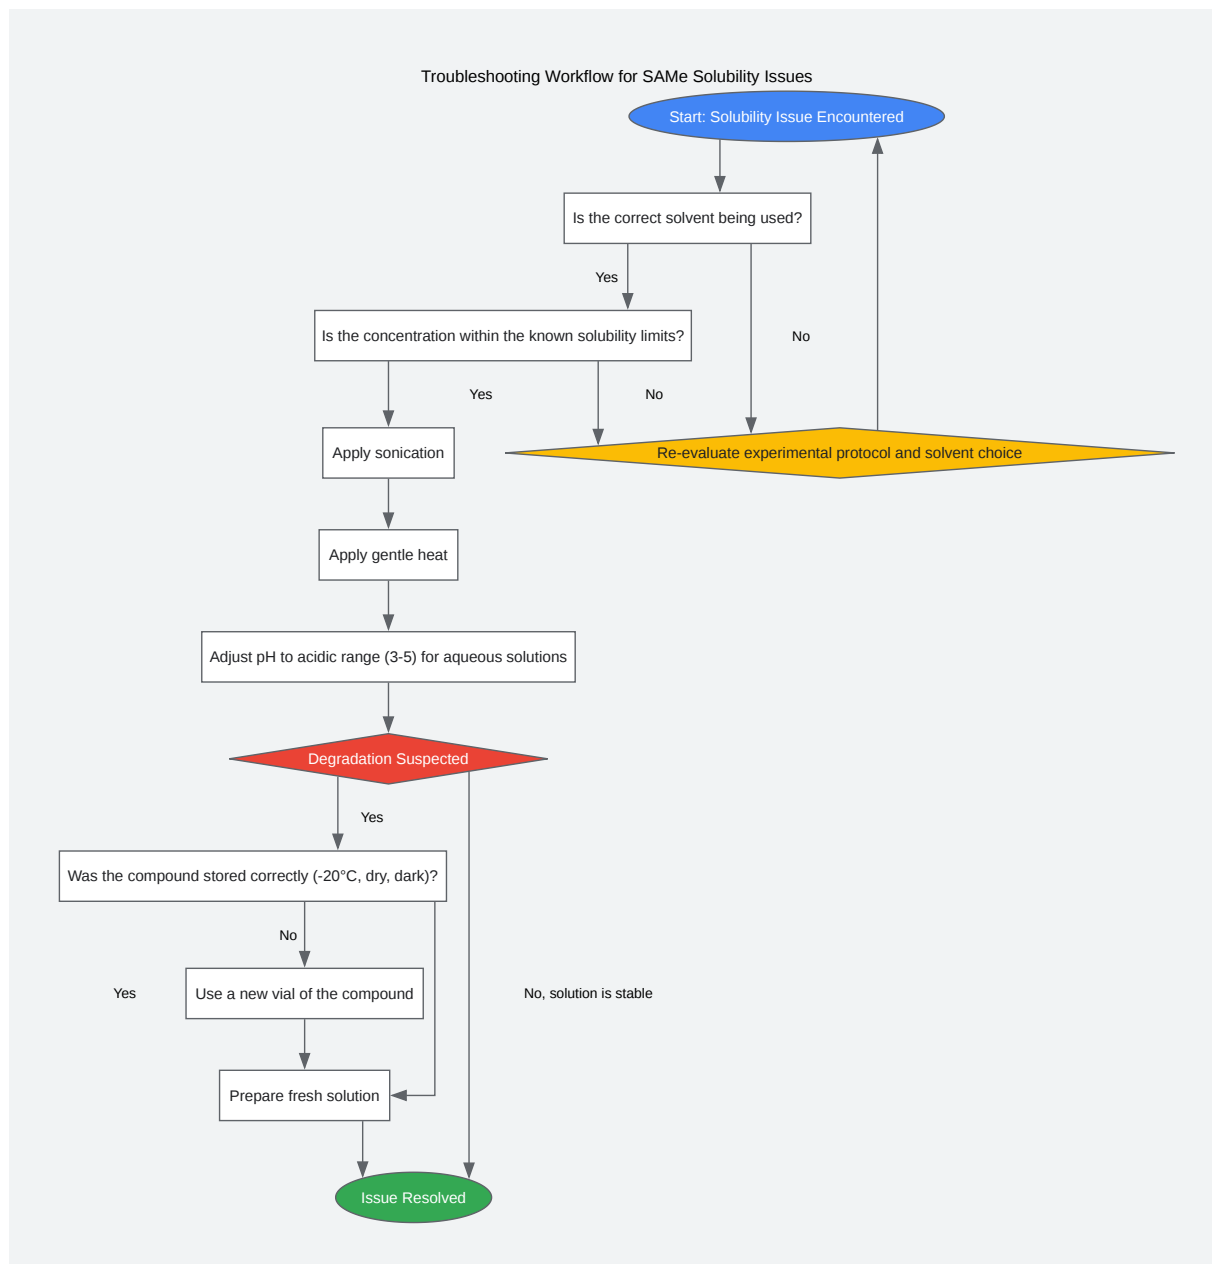 Troubleshooting Workflow for SAMe Solubility Issues
Start: Solubility Issue Encountered
Is the correct solvent being used?
Yes
Is the concentration within the known solubility limits?
No
Yes
No
Apply sonication
Re-evaluate experimental protocol and solvent choice
Apply gentle heat
Adjust pH to acidic range (3-5) for aqueous solutions
Degradation Suspected
Yes
Was the compound stored correctly (-20°C, dry, dark)?
No
Yes
Use a new vial of the compound
No, solution is stable
Prepare fresh solution
Issue Resolved